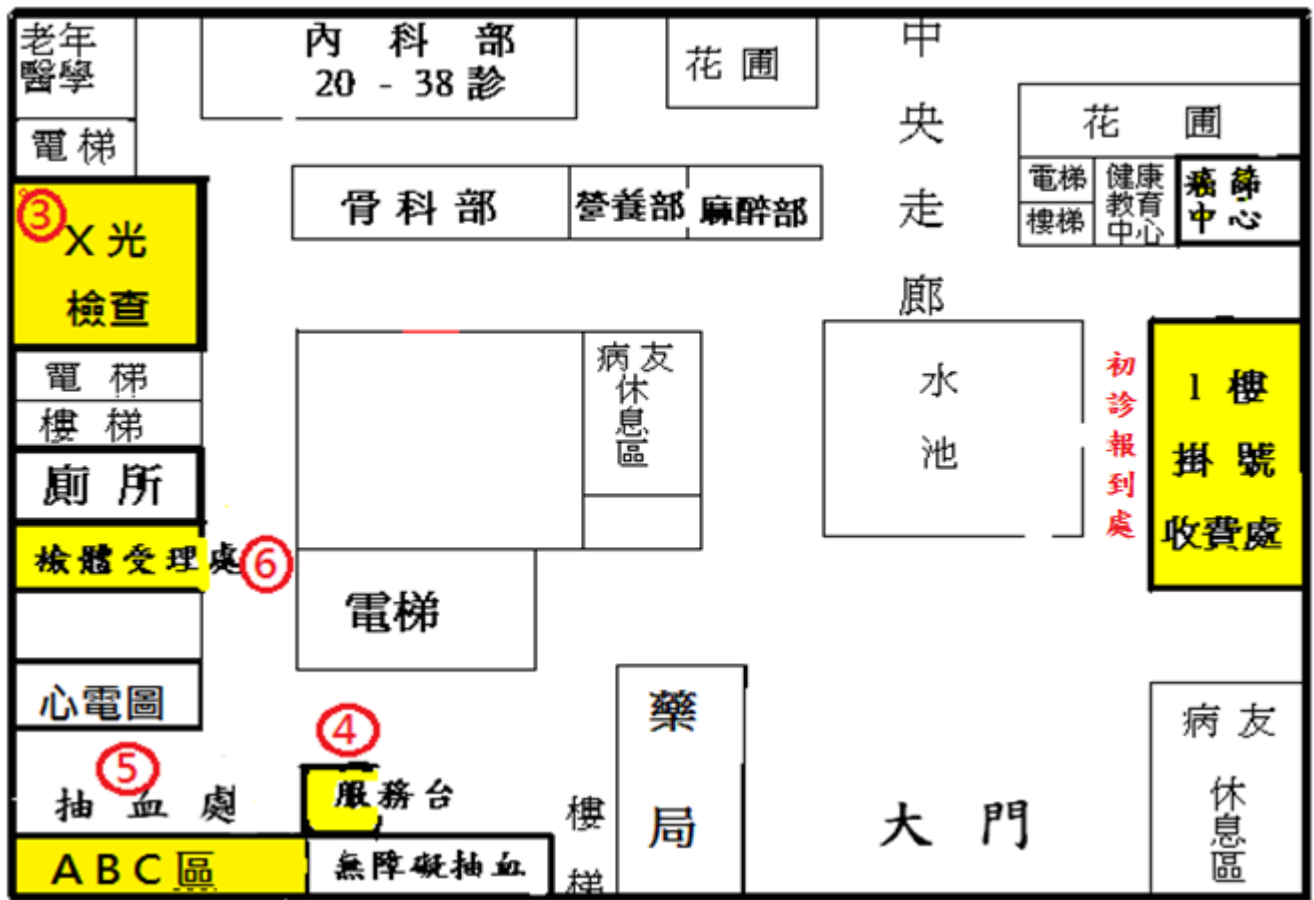 老年
醫學
內科部
20 - 38 診
花圃
中央走廊
電梯
花圃
③
X光
檢查
骨科部
營養部
麻醉部
電梯
樓梯
健康
教育
中心
癌篩
中心
電梯
樓梯
廁所
檢體受理處
⑥
病友
休息區
水池
初診報到處
1樓
掛號
收費處
電梯
心電圖
⑤
抽血處
④
服務台
ABC區
無障礙抽血
樓梯
藥局
大門
病友
休息區